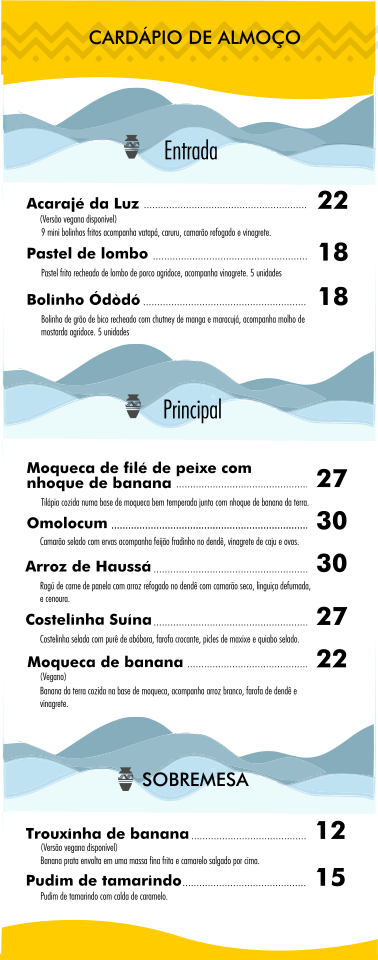 CARDÁPIO DE ALMOÇO
Entrada
Acarajé da Luz ........ 22
(Versão vegana disponível)
9 mini bolinhos fritos acompanha vatapá, caruru, camarão refogado e vinagrete.
Pastel de lombo ........ 18
Pastel frito recheado de lombo de porco agridoce, acompanha vinagrete. 5 unidades
Bolinho Ódòdó ........ 18
Bolinho de grão de bico recheado com chutney de manga e maracujá, acompanha molho de
mostarda agridoce. 5 unidades
Principal
Moqueca de filé de peixe com
nhoque de banana ........ 27
Tilápia cozida numa base de moqueca bem temperada junto com nhoque de banana da terra.
Omolocum ........ 30
Camarão selado com ervas acompanha feijão fradinho no dendê, vinagrete de caju e ovos.
Arroz de Haussá ........ 30
Ragú de carne de panela com arroz refogado no dendê com camarão seco, linguiça defumada,
e cenoura.
Costelinha Suína ........ 27
Costelinha selada com purê de abóbora, farofa crocante, picles de maxixe e quiabo selado.
Moqueca de banana ........ 22
(Vegano)
Banana da terra cozida na base de moqueca, acompanha arroz branco, farofa de dendê e
vinagrete.
SOBREMESA
Trouxinha de banana ........ 12
(Versão vegana disponível)
Banana prata envolta em uma massa fina frita e camarelo salgado por cima.
Pudim de tamarindo ........ 15
Pudim de tamarindo com calda de caramelo.